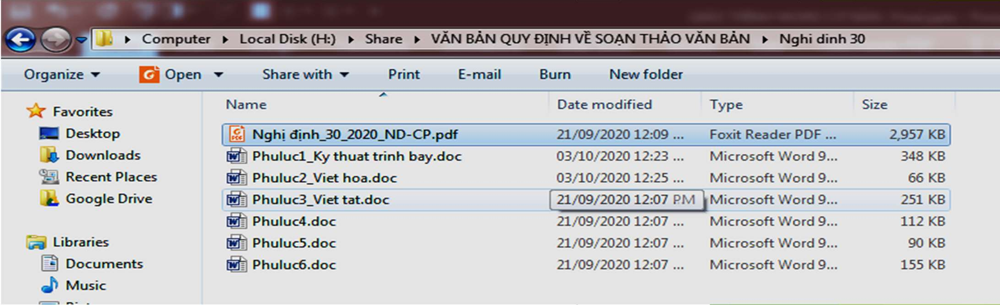 Computer ▸ Local Disk (H:) ▸ Share ▸ VĂN BẢN QUY ĐỊNH VỀ SOẠN THẢO VĂN BẢN ▸ Nghi dinh 30
Organize Open Share with Print E-mail Burn New folder
Name Date modified Type Size
Favorites
Desktop
Downloads
Recent Places
Google Drive
Libraries
Documents
Music
Nghị định_30_2020_ND-CP.pdf 21/09/2020 12:09 ... Foxit Reader PDF ... 2,957 KB
Phuluc1_Ky thuat trinh bay.doc 03/10/2020 12:23 ... Microsoft Word 9... 348 KB
Phuluc2_Viet hoa.doc 03/10/2020 12:25 ... Microsoft Word 9... 66 KB
Phuluc3_Viet tat.doc 21/09/2020 12:07 PM Microsoft Word 9... 251 KB
Phuluc4.doc 21/09/2020 12:07 ... Microsoft Word 9... 112 KB
Phuluc5.doc 21/09/2020 12:07 ... Microsoft Word 9... 90 KB
Phuluc6.doc 21/09/2020 12:07 ... Microsoft Word 9... 155 KB